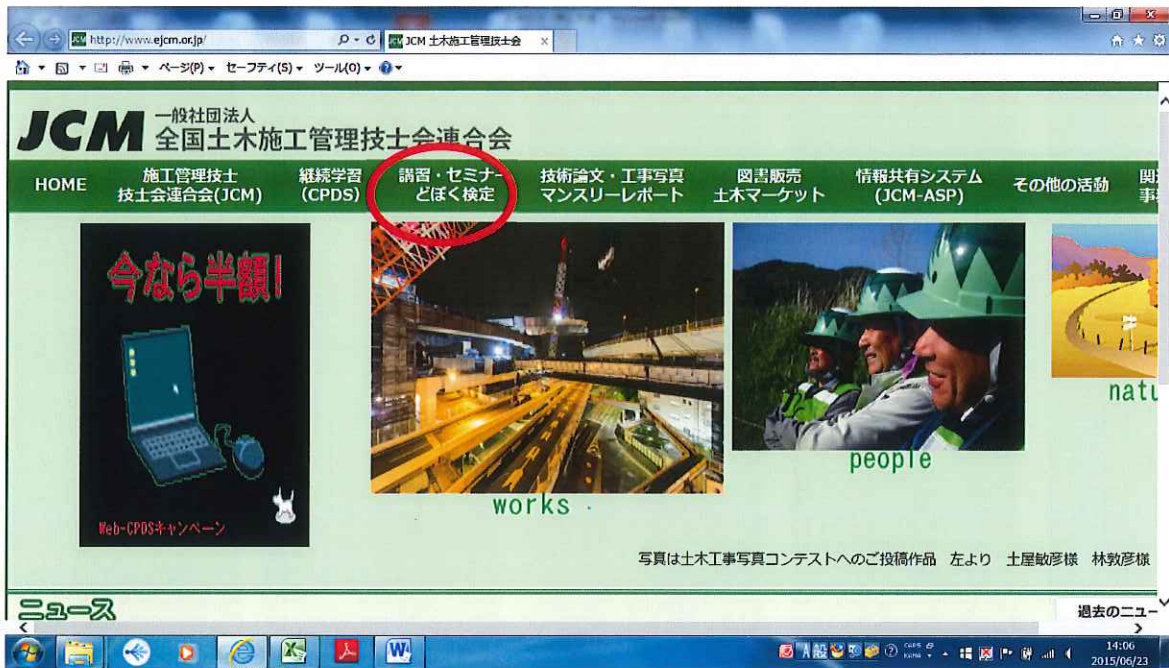 http://www.ejcm.or.jp/
JCM 土木施工管理技士会
ページ(P) セーフティ(S) ツール(O)
JCM 一般社団法人
全国土木施工管理技士会連合会
HOME
施工管理技士
技士会連合会(JCM)
継続学習
(CPDS)
講習・セミナー
どぼく検定
技術論文・工事写真
マンスリーレポート
図書販売
土木マーケット
情報共有システム
(JCM-ASP)
その他の活動
今なら半額!
Web-CPDSキャンペーン
works
people
natu
写真は土木工事写真コンテストへのご投稿作品 左より 土屋敏彦様 林敦彦様
ニュース
過去のニュー
A 般
CAPS
KANA
14:06
2015/06/23